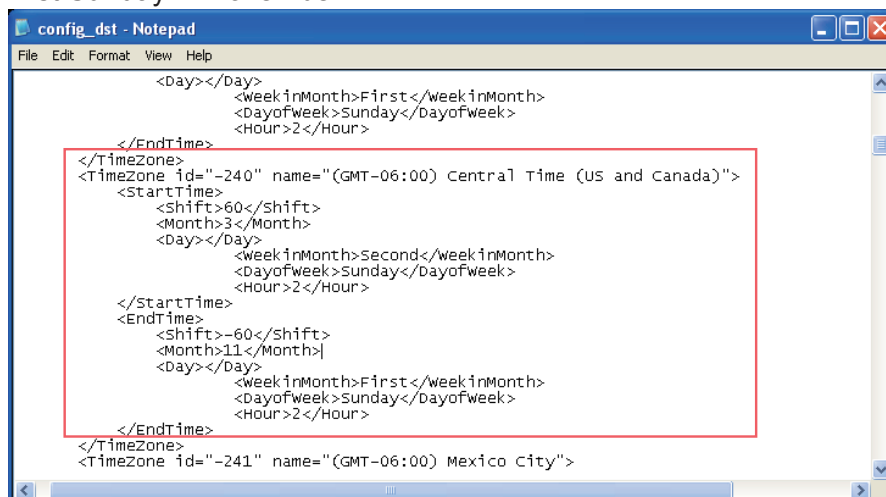 config_dst - Notepad
File Edit Format View Help
<Day></Day>
<WeekinMonth>First</WeekinMonth>
<DayofWeek>Sunday</DayofWeek>
<Hour>2</Hour>
</EndTime>
</TimeZone>
<TimeZone id="-240" name="(GMT-06:00) Central Time (US and Canada)">
<StartTime>
<Shift>60</Shift>
<Month>3</Month>
<Day></Day>
<WeekinMonth>Second</WeekinMonth>
<DayofWeek>Sunday</DayofWeek>
<Hour>2</Hour>
</StartTime>
<EndTime>
<Shift>-60</Shift>
<Month>11</Month>
<Day></Day>
<WeekinMonth>First</WeekinMonth>
<DayofWeek>Sunday</DayofWeek>
<Hour>2</Hour>
</EndTime>
</TimeZone>
<TimeZone id="-241" name="(GMT-06:00) Mexico City">